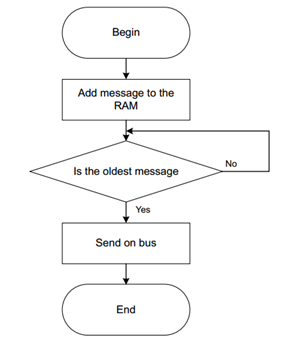 Begin
Add message to the
RAM
Is the oldest message
No
Yes
Send on bus
End